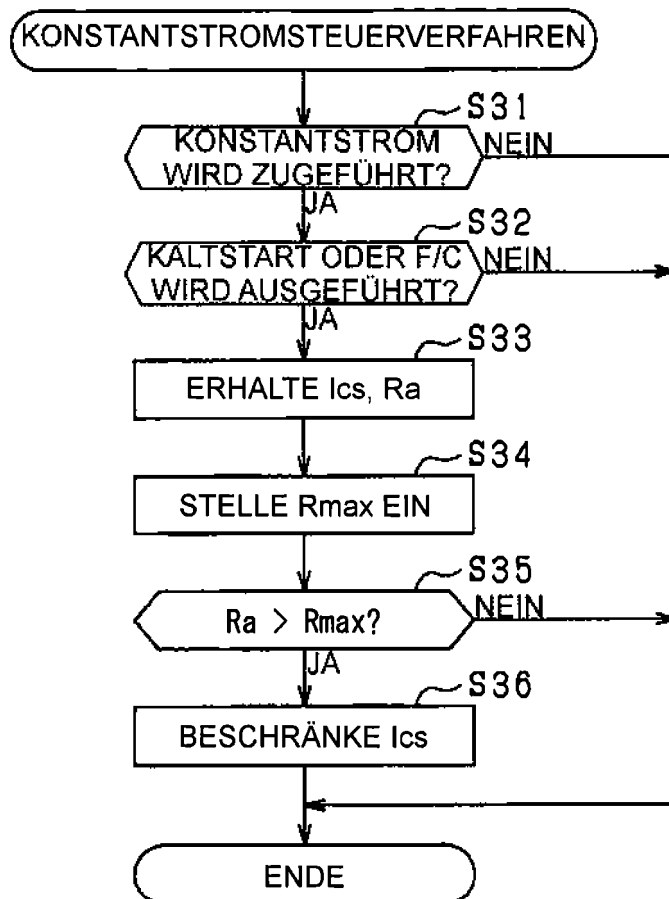 KONSTANTSTROMSTEUERVERFAHREN
S31
KONSTANTSTROM
WIRD ZUGEFÜHRT?
NEIN
JA
S32
KALTSTART ODER F/C
WIRD AUSGEFÜHRT?
NEIN
JA
S33
ERHALTE Ics, Ra
S34
STELLE Rmax EIN
S35
Ra > Rmax?
NEIN
JA
S36
BESCHRÄNKE Ics
ENDE